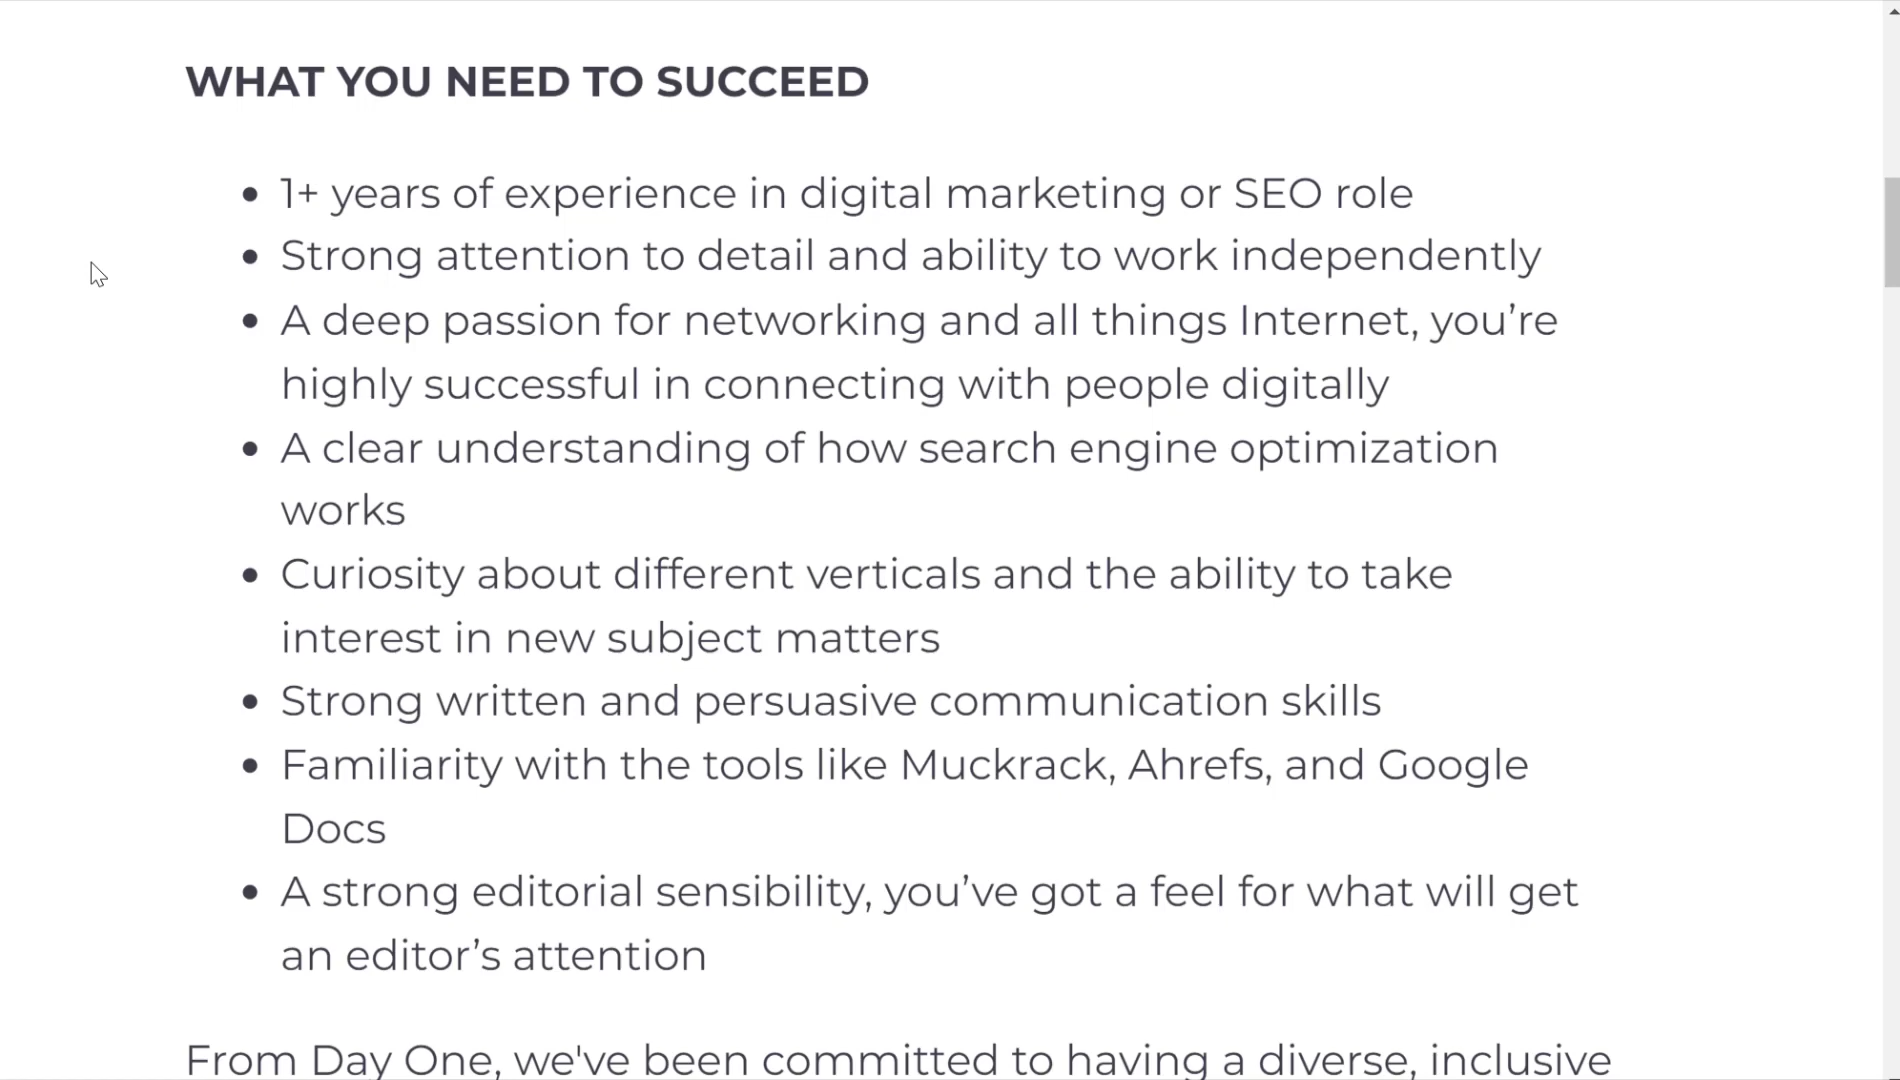 WHAT YOU NEED TO SUCCEED
• 1+ years of experience in digital marketing or SEO role
• Strong attention to detail and ability to work independently
• A deep passion for networking and all things Internet, you’re
highly successful in connecting with people digitally
• A clear understanding of how search engine optimization
works
• Curiosity about different verticals and the ability to take
interest in new subject matters
• Strong written and persuasive communication skills
• Familiarity with the tools like Muckrack, Ahrefs, and Google
Docs
• A strong editorial sensibility, you’ve got a feel for what will get
an editor’s attention
From Day One, we've been committed to having a diverse, inclusive